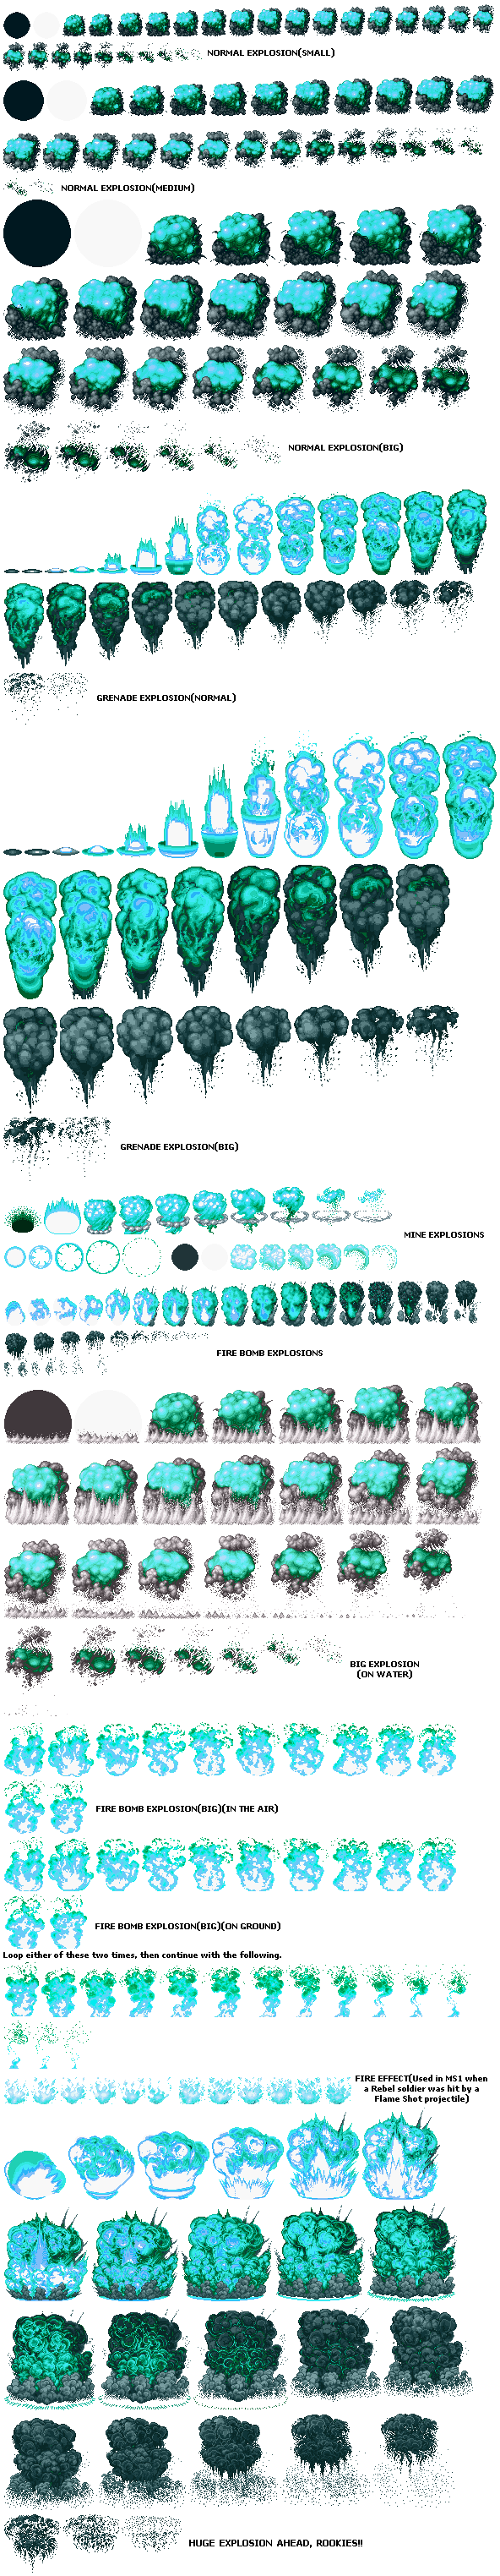 NORMAL EXPLOSION(SMALL)
NORMAL EXPLOSION(MEDIUM)
NORMAL EXPLOSION(BIG)
GRENADE EXPLOSION(NORMAL)
GRENADE EXPLOSION(BIG)
MINE EXPLOSIONS
FIRE BOMB EXPLOSIONS
BIG EXPLOSION
(ON WATER)
FIRE BOMB EXPLOSION(BIG)(IN THE AIR)
FIRE BOMB EXPLOSION(BIG)(ON GROUND)
Loop either of these two times, then continue with the following.
FIRE EFFECT(Used in MS1 when
a Rebel soldier was hit by a
Flame Shot projectile)
HUGE EXPLOSION AHEAD, ROOKIES!!